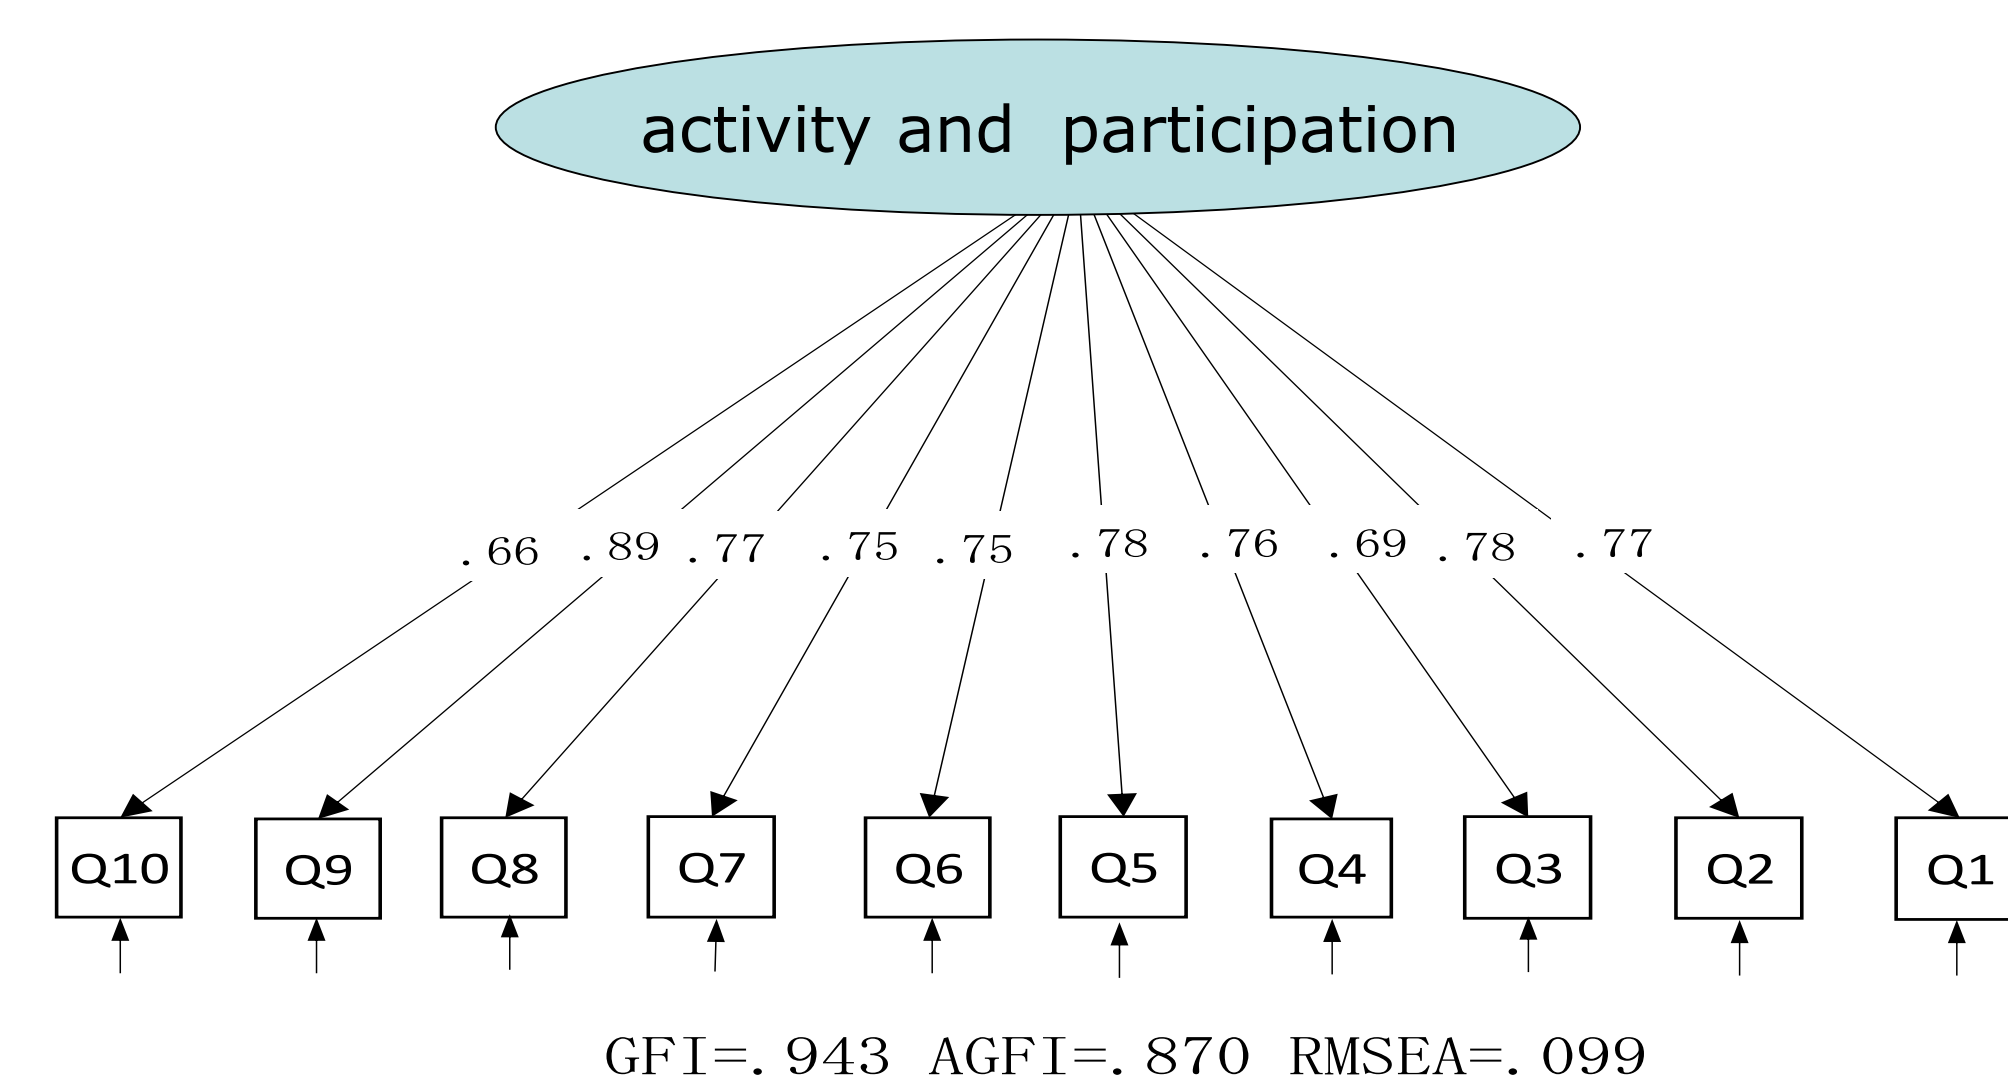 activity and participation
.66 .89 .77 .75 .75 .78 .76 .69 .78 .77
Q10 Q9 Q8 Q7 Q6 Q5 Q4 Q3 Q2 Q1
GFI=.943 AGFI=.870 RMSEA=.099